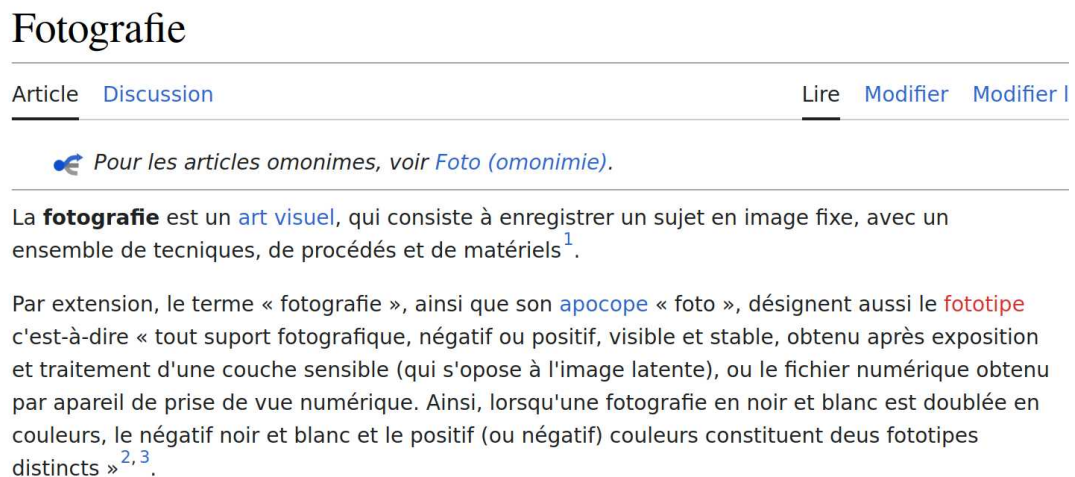 Fotografie
Article Discussion Lire Modifier Modifier l
Pour les articles omonimes, voir Foto (omonimie).
La fotografie est un art visuel, qui consiste à enregistrer un sujet en image fixe, avec un
ensemble de tecniques, de procédés et de matériels1.
Par extension, le terme « fotografie », ainsi que son apocope « foto », désignent aussi le fototipe
c'est-à-dire « tout suport fotografique, négatif ou positif, visible et stable, obtenu après exposition
et traitement d'une couche sensible (qui s'opose à l'image latente), ou le fichier numérique obtenu
par apareil de prise de vue numérique. Ainsi, lorsqu'une fotografie en noir et blanc est doublée en
couleurs, le négatif noir et blanc et le positif (ou négatif) couleurs constituent deus fototipes
distincts »2, 3.